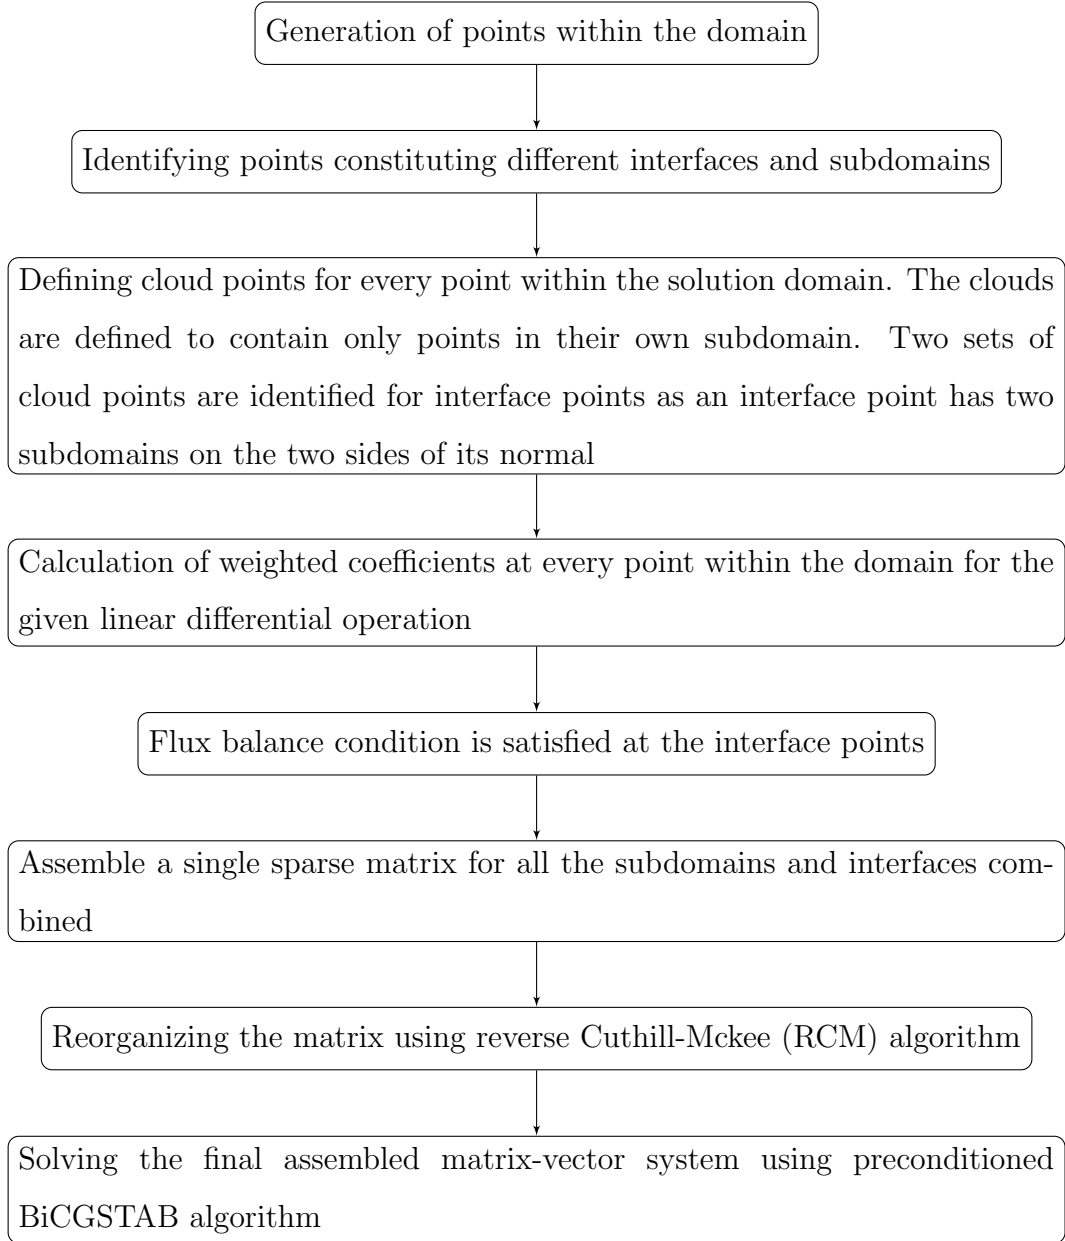 Generation of points within the domain
Identifying points constituting different interfaces and subdomains
Defining cloud points for every point within the solution domain. The clouds
are defined to contain only points in their own subdomain. Two sets of
cloud points are identified for interface points as an interface point has two
subdomains on the two sides of its normal
Calculation of weighted coefficients at every point within the domain for the
given linear differential operation
Flux balance condition is satisfied at the interface points
Assemble a single sparse matrix for all the subdomains and interfaces com-
bined
Reorganizing the matrix using reverse Cuthill-Mckee (RCM) algorithm
Solving the final assembled matrix-vector system using preconditioned
BiCGSTAB algorithm